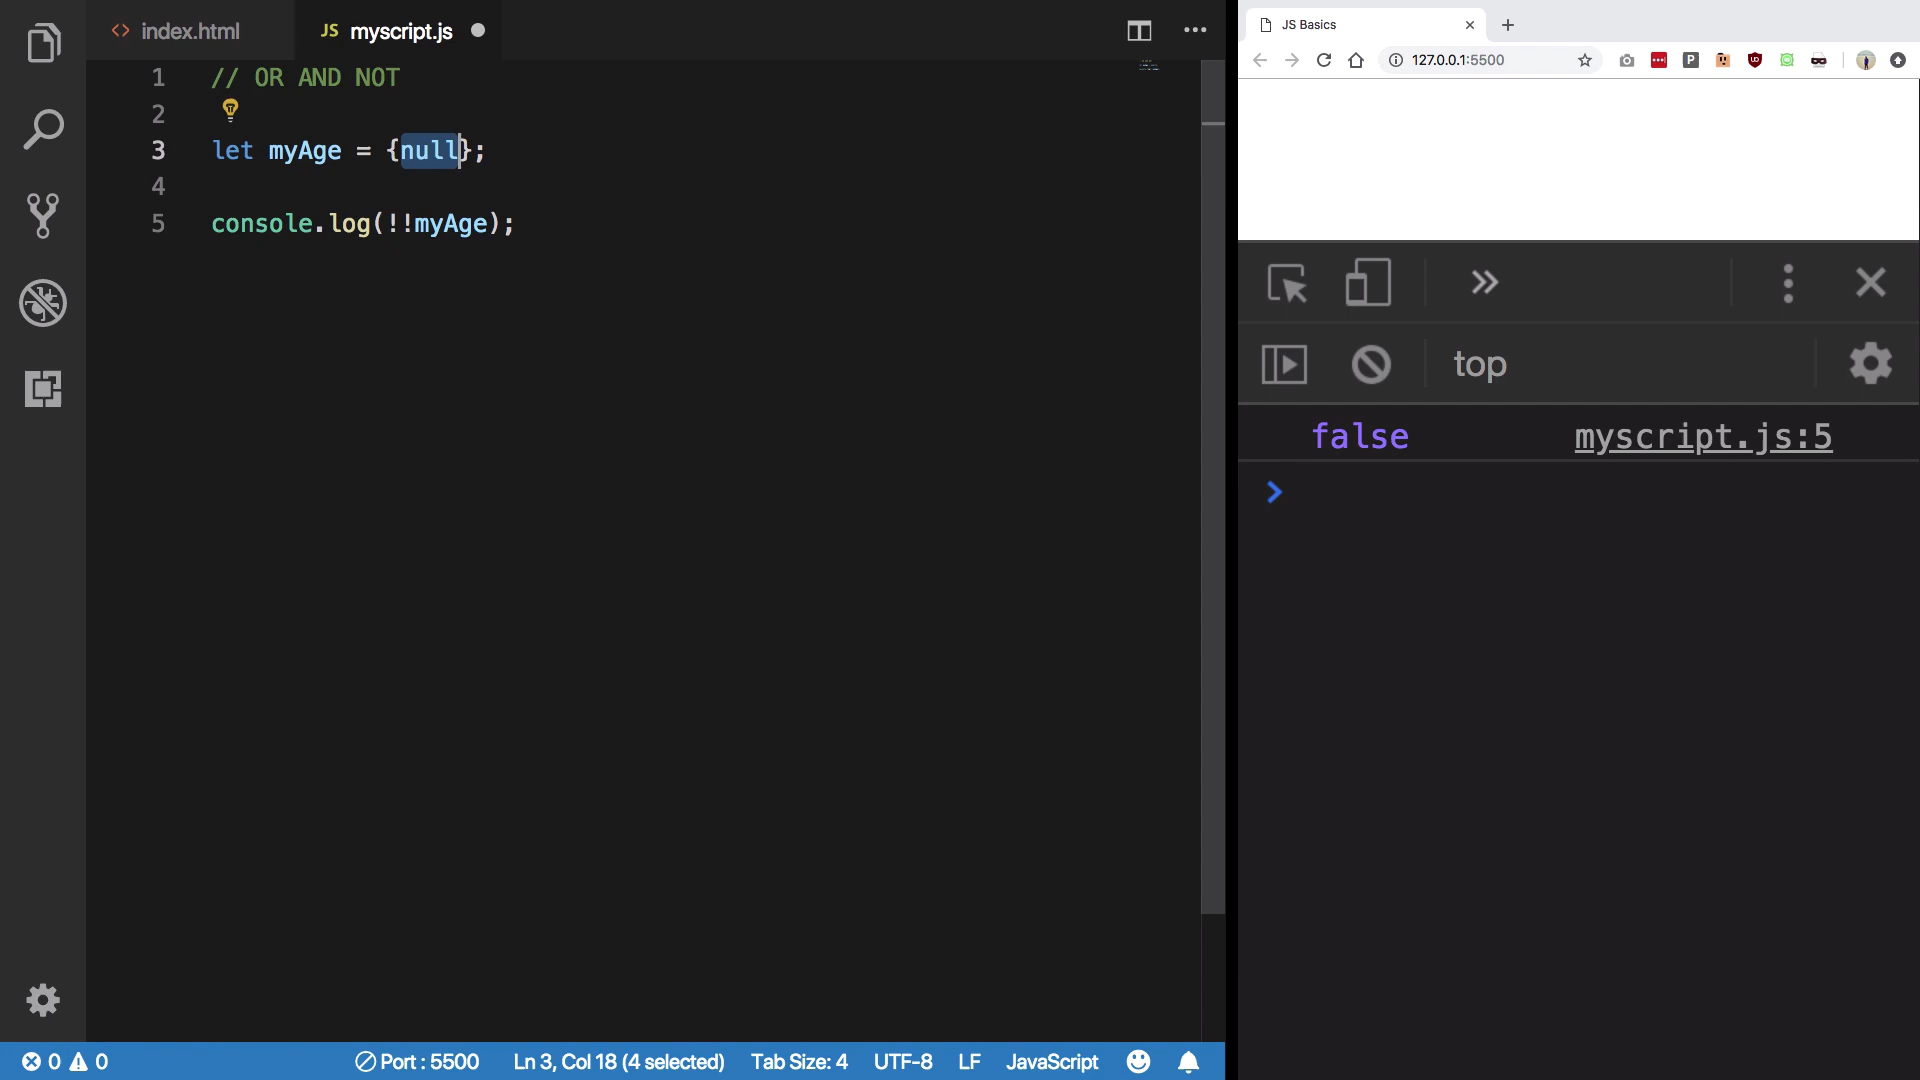 <> index.html
JS myscript.js
1 // OR AND NOT
2
3 let myAge = {null};
4
5 console.log(!!myAge);
0 0
Port : 5500
Ln 3, Col 18 (4 selected)
Tab Size: 4
UTF-8
LF
JavaScript
JS Basics
127.0.0.1:5500
P
top
false myscript.js:5